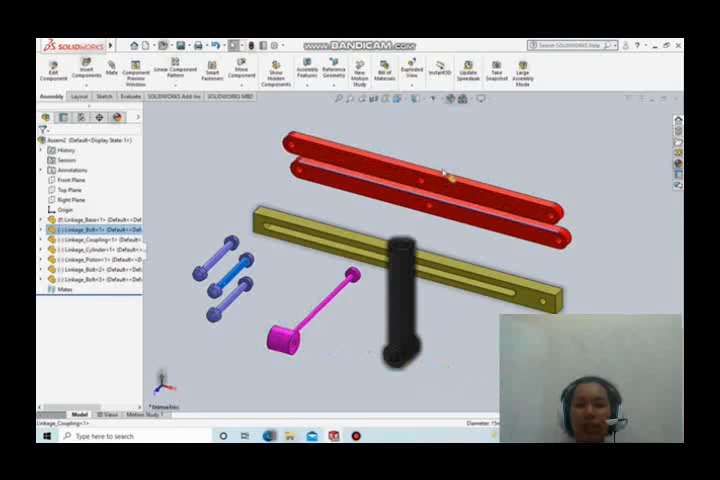 SOLIDWORKS
WWW.BANDICAM.COM
Search SOLIDWORKS Help
Edit Component
Insert Components
Mate
Component Preview Window
Linear Component Pattern
Smart Fasteners
Move Component
Show Hidden Components
Assembly Features
Reference Geometry
New Motion Study
Bill of Materials
Exploded View
Instant3D
Update Speedpak
Take Snapshot
Large Assembly Mode
Assembly Layout Sketch Evaluate SOLIDWORKS Add-Ins SOLIDWORKS MBD
Assem2 (Default<Display State-1>)
History
Sensors
Annotations
Front Plane
Top Plane
Right Plane
Origin
(f) Linkage_Base<1> (Default<<Def
(-) Linkage_Bolt<1> (Default<<Def
(-) Linkage_Coupling<1> (Default<
(-) Linkage_Cylinder<1> (Default<
(-) Linkage_Piston<1> (Default<<D
(-) Linkage_Bolt<2> (Default<<Def
(-) Linkage_Bolt<3> (Default<<Def
Mates
*Trimetric
Model 3D Views Motion Study 1
Linkage_Coupling<1>
Type here to search